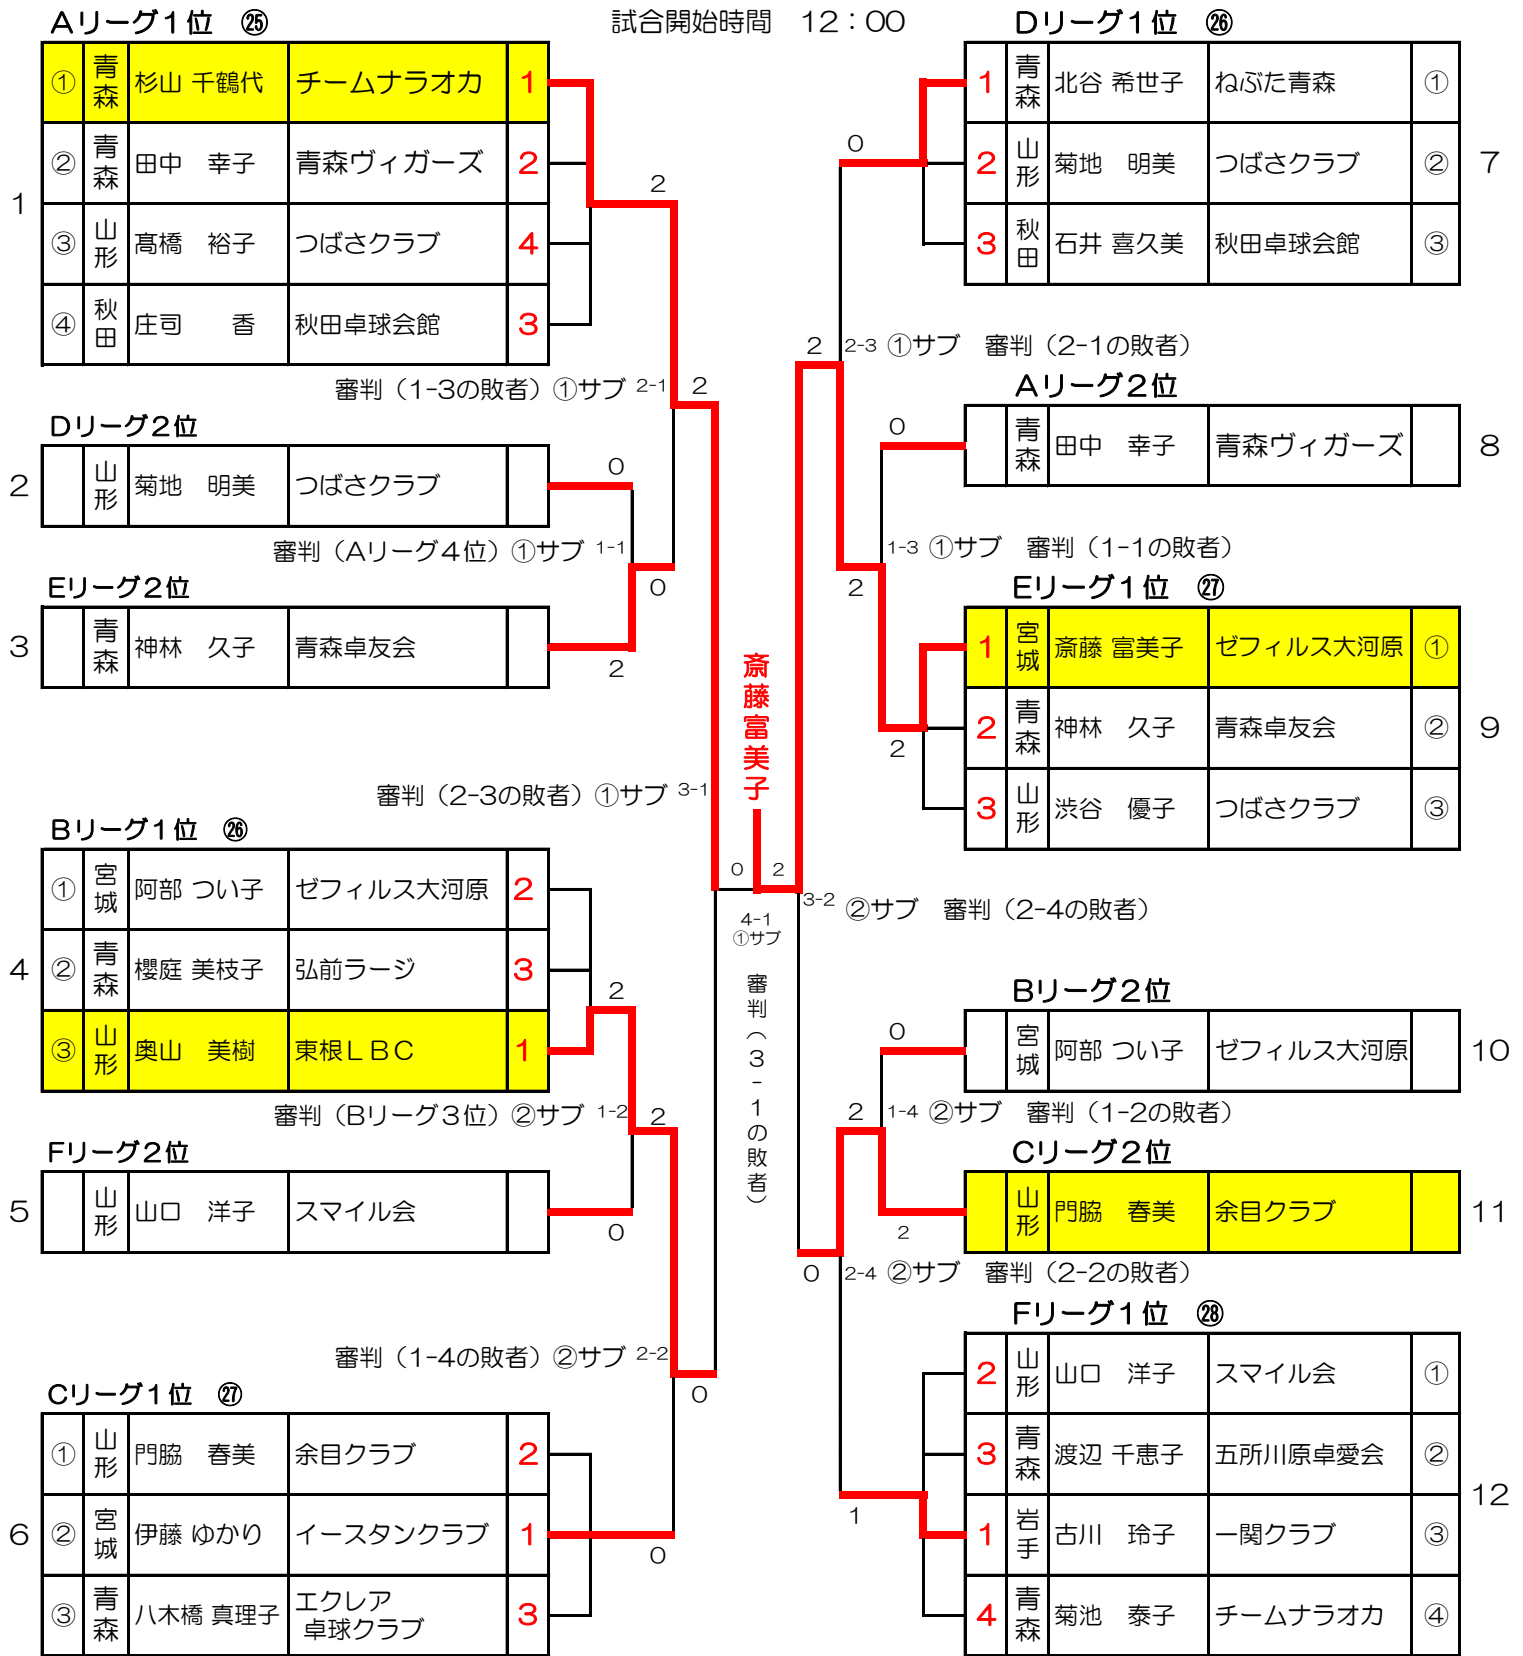 Aリーグ1位 ㉕
試合開始時間 12：00
Dリーグ1位 ㉖
① 青森 杉山 千鶴代 チームナラオカ 1
② 青森 田中 幸子 青森ヴィガーズ 2
③ 山形 髙橋 裕子 つばさクラブ 4
④ 秋田 庄司 香 秋田卓球会館 3
1
2
審判（1-3の敗者）①サブ 2-1
2
Dリーグ2位
2 山形 菊地 明美 つばさクラブ
0
審判（Aリーグ4位）①サブ 1-1
0
Eリーグ2位
3 青森 神林 久子 青森卓友会
2
審判（2-3の敗者）①サブ 3-1
Bリーグ1位 ㉖
① 宮城 阿部 つい子 ゼフィルス大河原 2
② 青森 櫻庭 美枝子 弘前ラージ 3
③ 山形 奥山 美樹 東根LBC 1
4
2
審判（Bリーグ3位）②サブ 1-2
2
Fリーグ2位
5 山形 山口 洋子 スマイル会
0
審判（1-4の敗者）②サブ 2-2
0
Cリーグ1位 ㉗
① 山形 門脇 春美 余目クラブ 2
② 宮城 伊藤 ゆかり イースタンクラブ 1
③ 青森 八木橋 真理子 エクレア
卓球クラブ 3
6
0
斎藤富美子
0 2
4-1
①サブ
審判（3-1の敗者）
1 青森 北谷 希世子 ねぶた青森 ①
2 山形 菊地 明美 つばさクラブ ②
3 秋田 石井 喜久美 秋田卓球会館 ③
7
0
2
2-3 ①サブ 審判（2-1の敗者）
Aリーグ2位
0
青森 田中 幸子 青森ヴィガーズ 8
1-3 ①サブ 審判（1-1の敗者）
2
Eリーグ1位 ㉗
1 宮城 斎藤 富美子 ゼフィルス大河原 ①
2 青森 神林 久子 青森卓友会 ②
3 山形 渋谷 優子 つばさクラブ ③
9
2
3-2 ②サブ 審判（2-4の敗者）
Bリーグ2位
0
宮城 阿部 つい子 ゼフィルス大河原 10
2
1-4 ②サブ 審判（1-2の敗者）
Cリーグ2位
山形 門脇 春美 余目クラブ 11
2
0
2-4 ②サブ 審判（2-2の敗者）
Fリーグ1位 ㉘
2 山形 山口 洋子 スマイル会 ①
3 青森 渡辺 千恵子 五所川原卓愛会 ②
1 岩手 古川 玲子 一関クラブ ③
4 青森 菊池 泰子 チームナラオカ ④
12
1